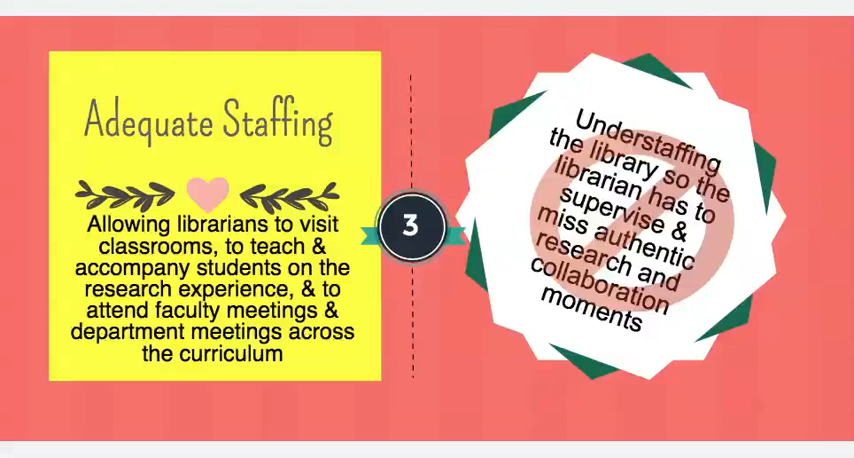 Adequate Staffing
Allowing librarians to visit
classrooms, to teach &
accompany students on the
research experience, & to
attend faculty meetings &
department meetings across
the curriculum
3
Understaffing
the library so the
librarian has to
supervise &
miss authentic
research and
collaboration
moments